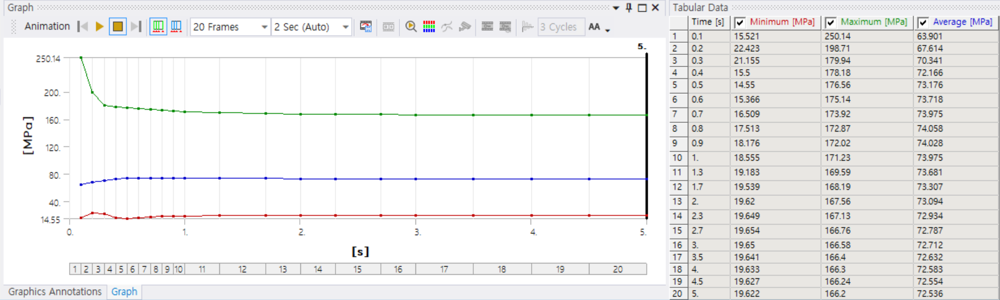 Graph
Animation 20 Frames 2 Sec (Auto) 3 Cycles AA
5.
250.14
200.
160.
120.
80.
40.
14.55
[MPa]
0. 1. 2. 3. 4. 5.
[s]
1 2 3 4 5 6 7 8 9 10 11 12 13 14 15 16 17 18 19 20
Graphics Annotations Graph
Tabular Data
Time [s] Minimum [MPa] Maximum [MPa] Average [MPa]
1 0.1 15.521 250.14 63.901
2 0.2 22.423 198.71 67.614
3 0.3 21.155 179.94 70.341
4 0.4 15.5 178.18 72.166
5 0.5 14.55 176.56 73.176
6 0.6 15.366 175.14 73.718
7 0.7 16.509 173.92 73.975
8 0.8 17.513 172.87 74.058
9 0.9 18.176 172.02 74.028
10 1. 18.555 171.23 73.975
11 1.3 19.183 169.59 73.681
12 1.7 19.539 168.19 73.307
13 2. 19.62 167.56 73.094
14 2.3 19.649 167.13 72.934
15 2.7 19.654 166.76 72.787
16 3. 19.65 166.58 72.712
17 3.5 19.641 166.4 72.632
18 4. 19.633 166.3 72.583
19 4.5 19.627 166.24 72.554
20 5. 19.622 166.2 72.536